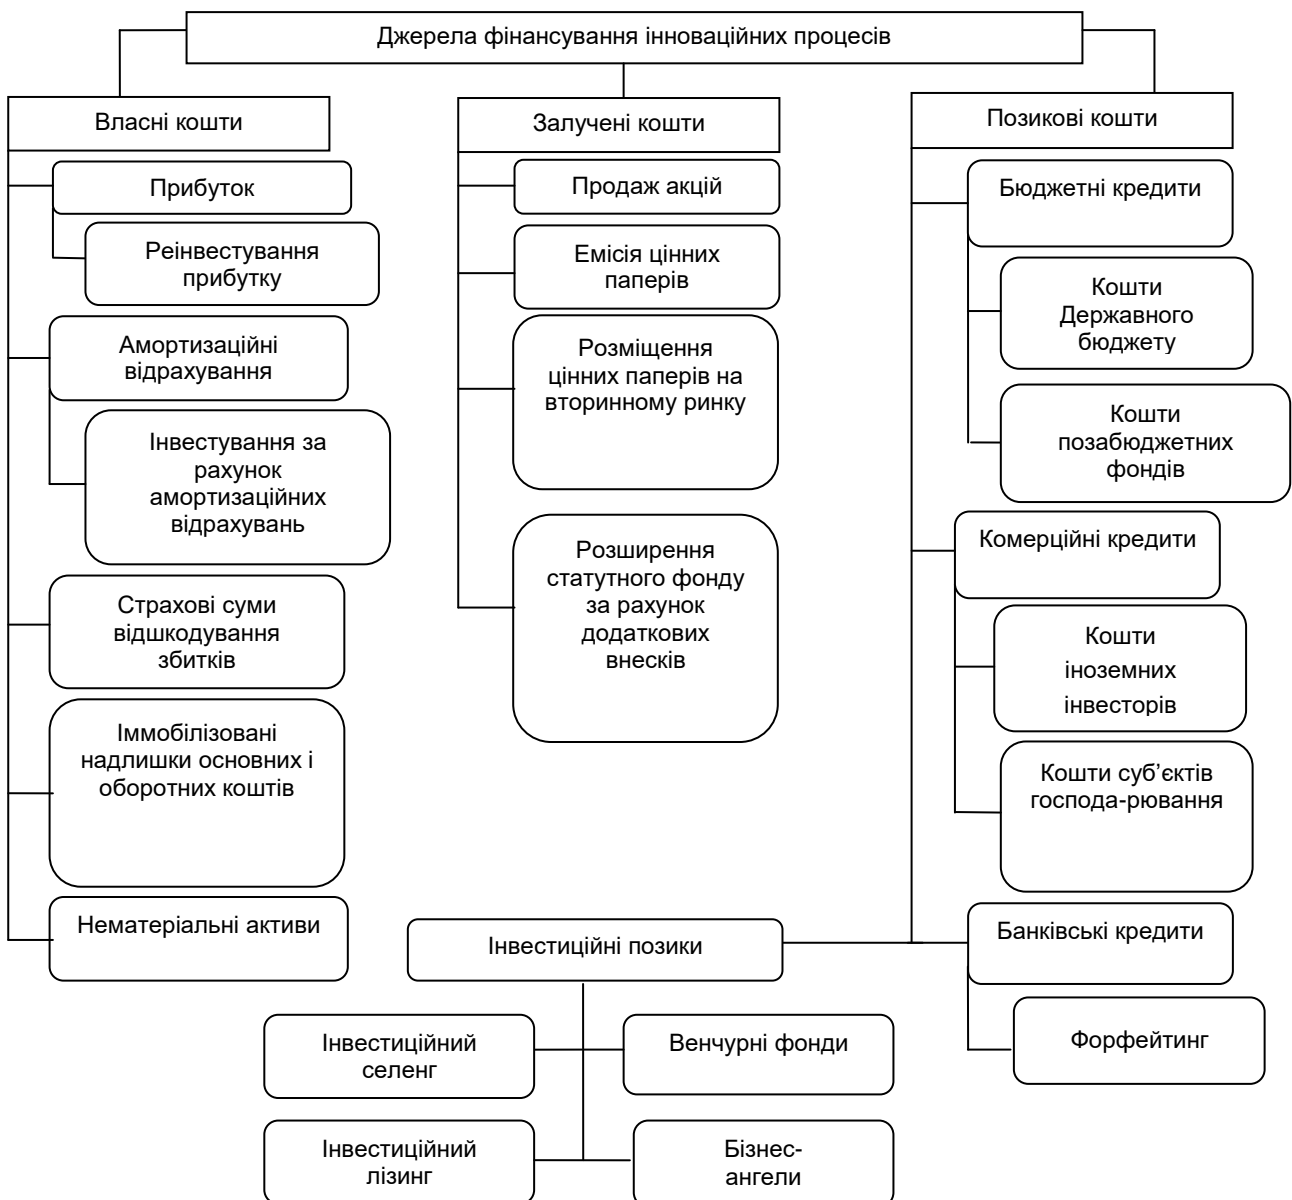 Джерела фінансування інноваційних процесів
Власні кошти
Прибуток
Реінвестування
прибутку
Амортизаційні
відрахування
Інвестування за
рахунок
амортизаційних
відрахувань
Страхові суми
відшкодування
збитків
Іммобілізовані
надлишки основних і
оборотних коштів
Нематеріальні активи
Залучені кошти
Продаж акцій
Емісія цінних
паперів
Розміщення
цінних паперів на
вторинному ринку
Розширення
статутного фонду
за рахунок
додаткових
внесків
Позикові кошти
Бюджетні кредити
Кошти
Державного
бюджету
Кошти
позабюджетних
фондів
Комерційні кредити
Кошти
іноземних
інвесторів
Кошти суб’єктів
господа-рювання
Банківські кредити
Форфейтинг
Інвестиційні позики
Інвестиційний
селенг
Венчурні фонди
Інвестиційний
лізинг
Бізнес-
ангели